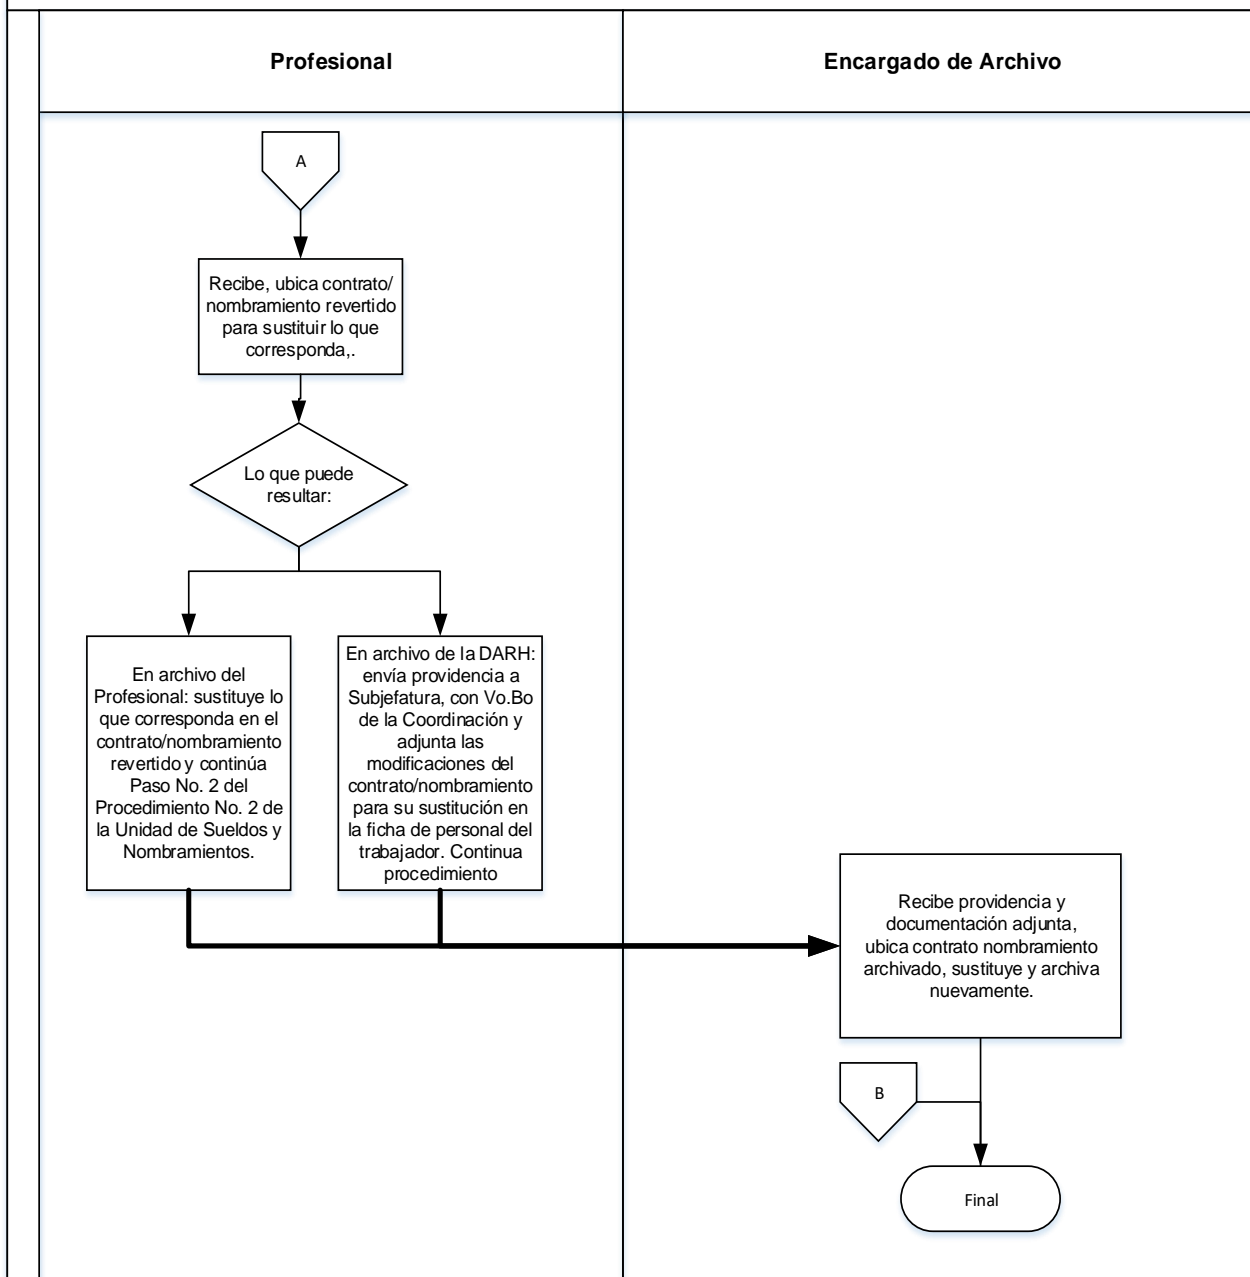 Profesional
Encargado de Archivo
A
Recibe, ubica contrato/
nombramiento revertido
para sustituir lo que
corresponda,.
Lo que puede
resultar:
En archivo del
Profesional: sustituye lo
que corresponda en el
contrato/nombramiento
revertido y continúa
Paso No. 2 del
Procedimiento No. 2 de
la Unidad de Sueldos y
Nombramientos.
En archivo de la DARH:
envía providencia a
Subjefatura, con Vo.Bo
de la Coordinación y
adjunta las
modificaciones del
contrato/nombramiento
para su sustitución en
la ficha de personal del
trabajador. Continua
procedimiento
Recibe providencia y
documentación adjunta,
ubica contrato nombramiento
archivado, sustituye y archiva
nuevamente.
B
Final